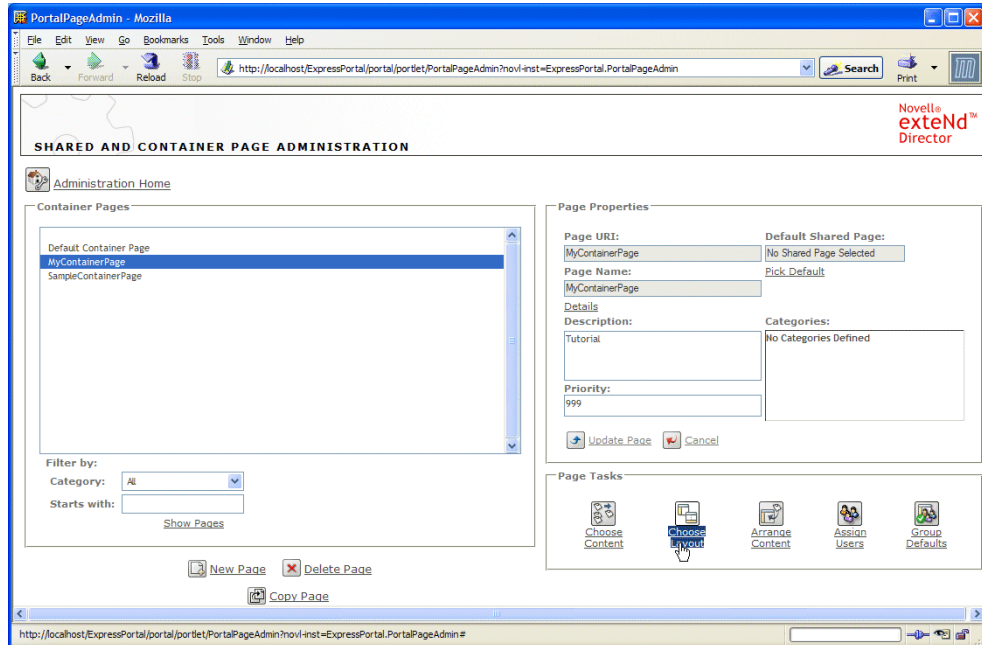 PortalPageAdmin - Mozilla
File Edit View Go Bookmarks Tools Window Help
Back Forward Reload Stop
http://localhost/ExpressPortal/portal/portlet/PortalPageAdmin?novl-inst=ExpressPortal.PortalPageAdmin
Search
Print
Novell®
exteNd™
Director
SHARED AND CONTAINER PAGE ADMINISTRATION
Administration Home
Container Pages
Default Container Page
MyContainerPage
SampleContainerPage
Filter by:
Category: All
Starts with:
Show Pages
New Page Delete Page
Copy Page
Page Properties
Page URI: Default Shared Page:
MyContainerPage No Shared Page Selected
Page Name: Pick Default
MyContainerPage
Details
Description: Categories:
Tutorial No Categories Defined
Priority:
999
Update Page Cancel
Page Tasks
Choose Content
Choose Layout
Arrange Content
Assign Users
Group Defaults
http://localhost/ExpressPortal/portal/portlet/PortalPageAdmin?novl-inst=ExpressPortal.PortalPageAdmin#